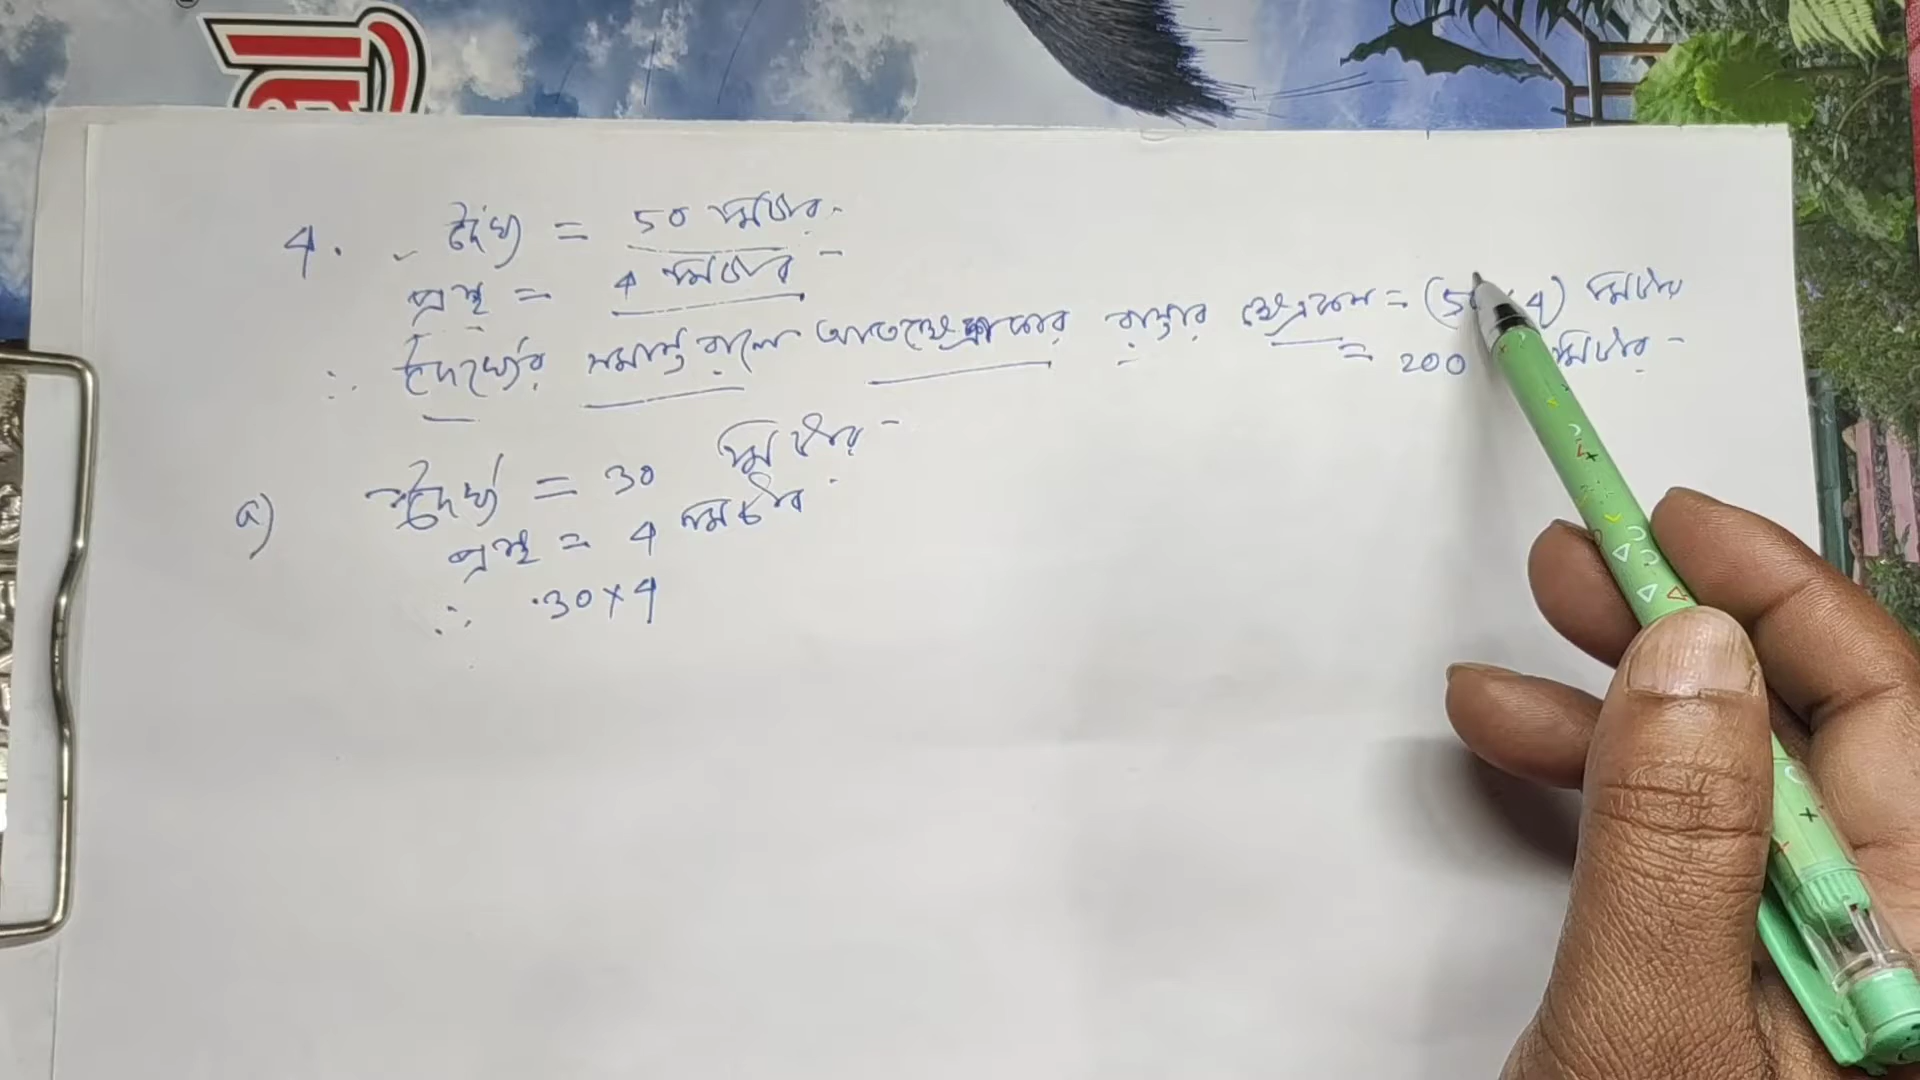 4. দৈর্ঘ্য = 50 মিটার
প্রস্থ = 4 মিটার
∴ দৈর্ঘ্যের সমান্তরালে আয়তক্ষেত্রাকার রাস্তার ক্ষেত্রফল = (50×4) মিটার
= 200 মিটার
a) দৈর্ঘ্য = 30 মিটার
প্রস্থ = 4 মিটার
∴ 30×4